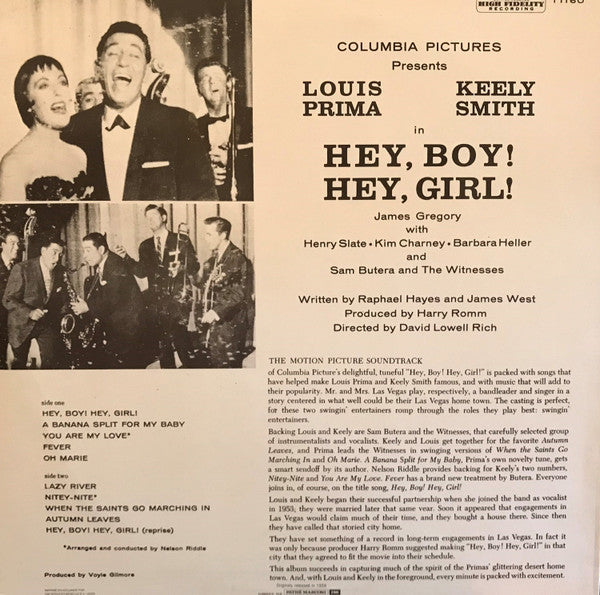 HIGH FIDELITY
RECORDING
COLUMBIA PICTURES
Presents
LOUIS PRIMA
KEELY SMITH
in
HEY, BOY!
HEY, GIRL!
James Gregory
with
Henry Slate • Kim Charney • Barbara Heller
and
Sam Butera and The Witnesses
Written by Raphael Hayes and James West
Produced by Harry Romm
Directed by David Lowell Rich
THE MOTION PICTURE SOUNDTRACK
of Columbia Picture's delightful, tuneful "Hey, Boy! Hey, Girl!" is packed with songs that
have helped make Louis Prima and Keely Smith famous, and with music that will add to
their popularity. Mr. and Mrs. Las Vegas play, respectively, a bandleader and singer in a
story centered in what well could be their Las Vegas home town. The casting is perfect,
for these two swingin' entertainers romp through the roles they play best: swingin'
entertainers.
Backing Louis and Keely are Sam Butera and the Witnesses, that carefully selected group
of instrumentalists and vocalists. Keely and Louis get together for the favorite Autumn
Leaves, and Prima leads the Witnesses in swinging versions of When the Saints Go
Marching In and Oh Marie. A Banana Split for My Baby, Prima's own novelty tune, gets
a smart sendoff by its author. Nelson Riddle provides backing for Keely's two numbers,
Nitey-Nite and You Are My Love. Fever has a brand new treatment by Butera. Everyone
joins in, of course, on the title song, Hey, Boy! Hey, Girl!
Louis and Keely began their successful partnership when she joined the band as vocalist
in 1953; they were married later that same year. Soon it appeared that engagements in
Las Vegas would claim much of their time, and they bought a house there. Since then
they have called that storied city home.
They have set something of a record in long-term engagements in Las Vegas. In fact it
was only because producer Harry Romm suggested making "Hey, Boy! Hey, Girl!" in that
city that they agreed to fit the movie into their schedule.
This album succeeds in capturing much of the spirit of the Primas' glittering desert home
town. And, with Louis and Keely in the foreground, every minute is packed with excitement.
side one
HEY, BOY! HEY, GIRL!
A BANANA SPLIT FOR MY BABY
YOU ARE MY LOVE*
FEVER
OH MARIE
side two
LAZY RIVER
NITEY-NITE*
WHEN THE SAINTS GO MARCHING IN
AUTUMN LEAVES
HEY, BOY! HEY, GIRL! (reprise)
*Arranged and conducted by Nelson Riddle
Produced by Voyle Gilmore
PATHÉ MARCONI EMI